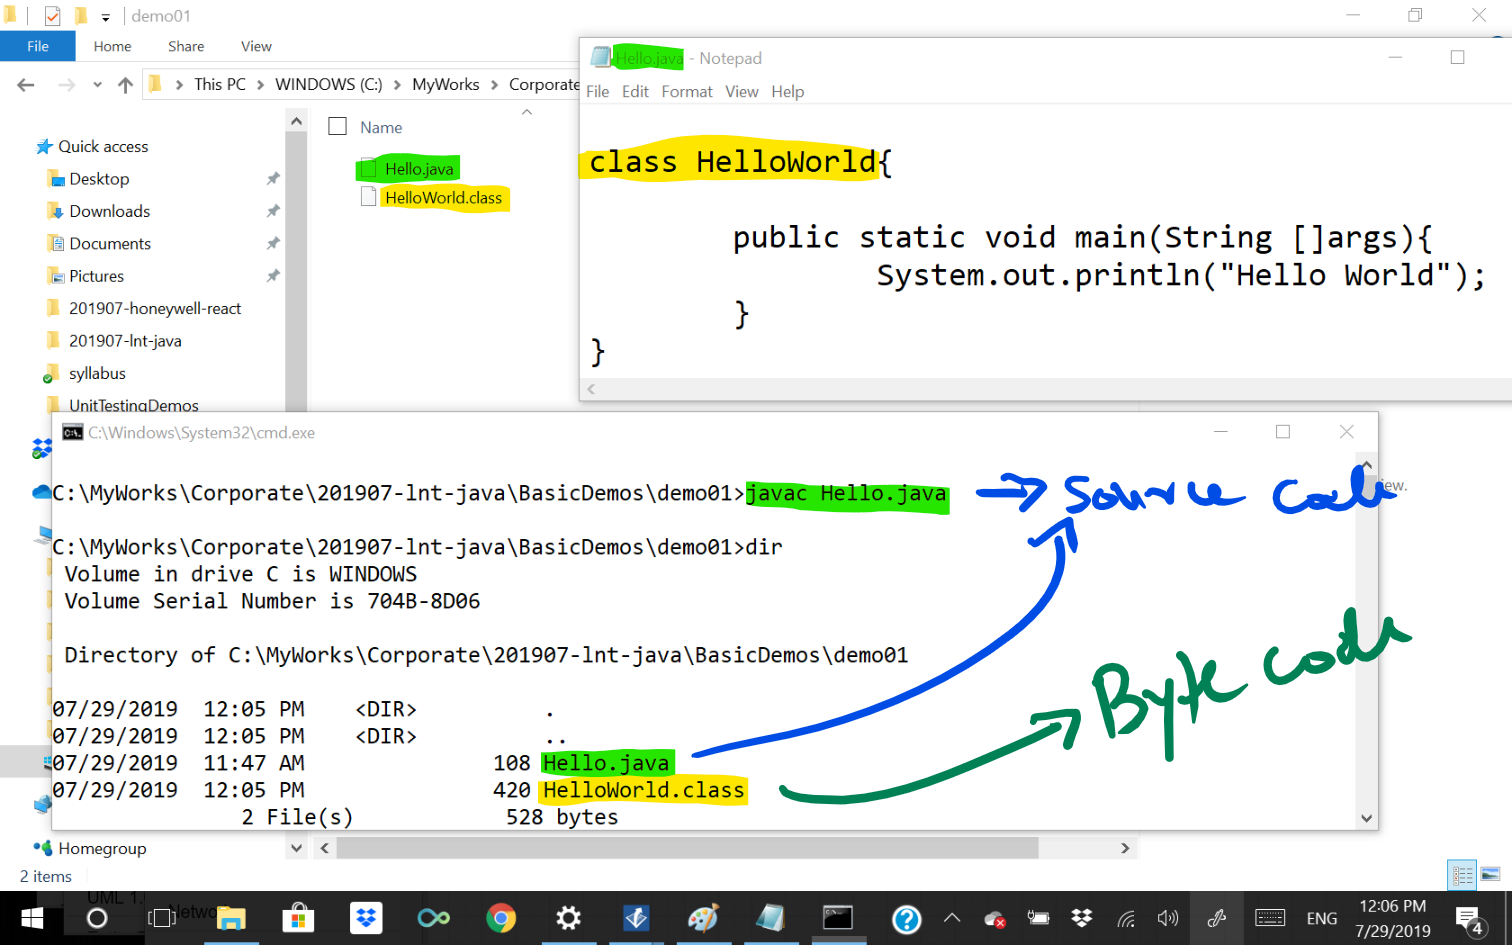 demo01
File Home Share View
This PC > WINDOWS (C:) > MyWorks > Corporate
Quick access
Desktop
Downloads
Documents
Pictures
201907-honeywell-react
201907-lnt-java
syllabus
UnitTestingDemos
Name
Hello.java
HelloWorld.class
Hello.java - Notepad
File Edit Format View Help
class HelloWorld{
public static void main(String []args){
System.out.println("Hello World");
}
}
C:\Windows\System32\cmd.exe
C:\MyWorks\Corporate\201907-lnt-java\BasicDemos\demo01>javac Hello.java
Source Code
ew.
C:\MyWorks\Corporate\201907-lnt-java\BasicDemos\demo01>dir
Volume in drive C is WINDOWS
Volume Serial Number is 704B-8D06
Directory of C:\MyWorks\Corporate\201907-lnt-java\BasicDemos\demo01
Byte code
07/29/2019 12:05 PM <DIR> .
07/29/2019 12:05 PM <DIR> ..
07/29/2019 11:47 AM 108 Hello.java
07/29/2019 12:05 PM 420 HelloWorld.class
2 File(s) 528 bytes
Homegroup
2 items
UML 1.
Netwo
ENG
12:06 PM
7/29/2019
4